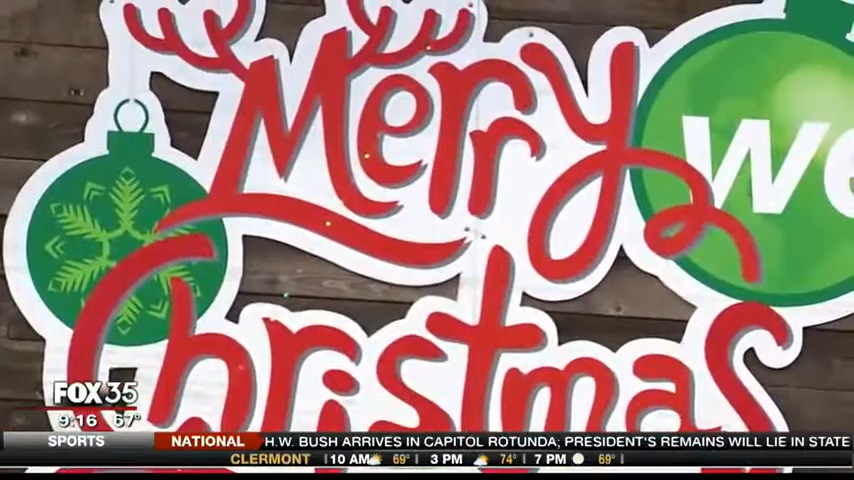 Merry
we
Christmas
FOX 35
9:16 67°
SPORTS NATIONAL H.W. BUSH ARRIVES IN CAPITOL ROTUNDA; PRESIDENT'S REMAINS WILL LIE IN STATE
CLERMONT 10 AM 69° 3 PM 74° 7 PM 69°